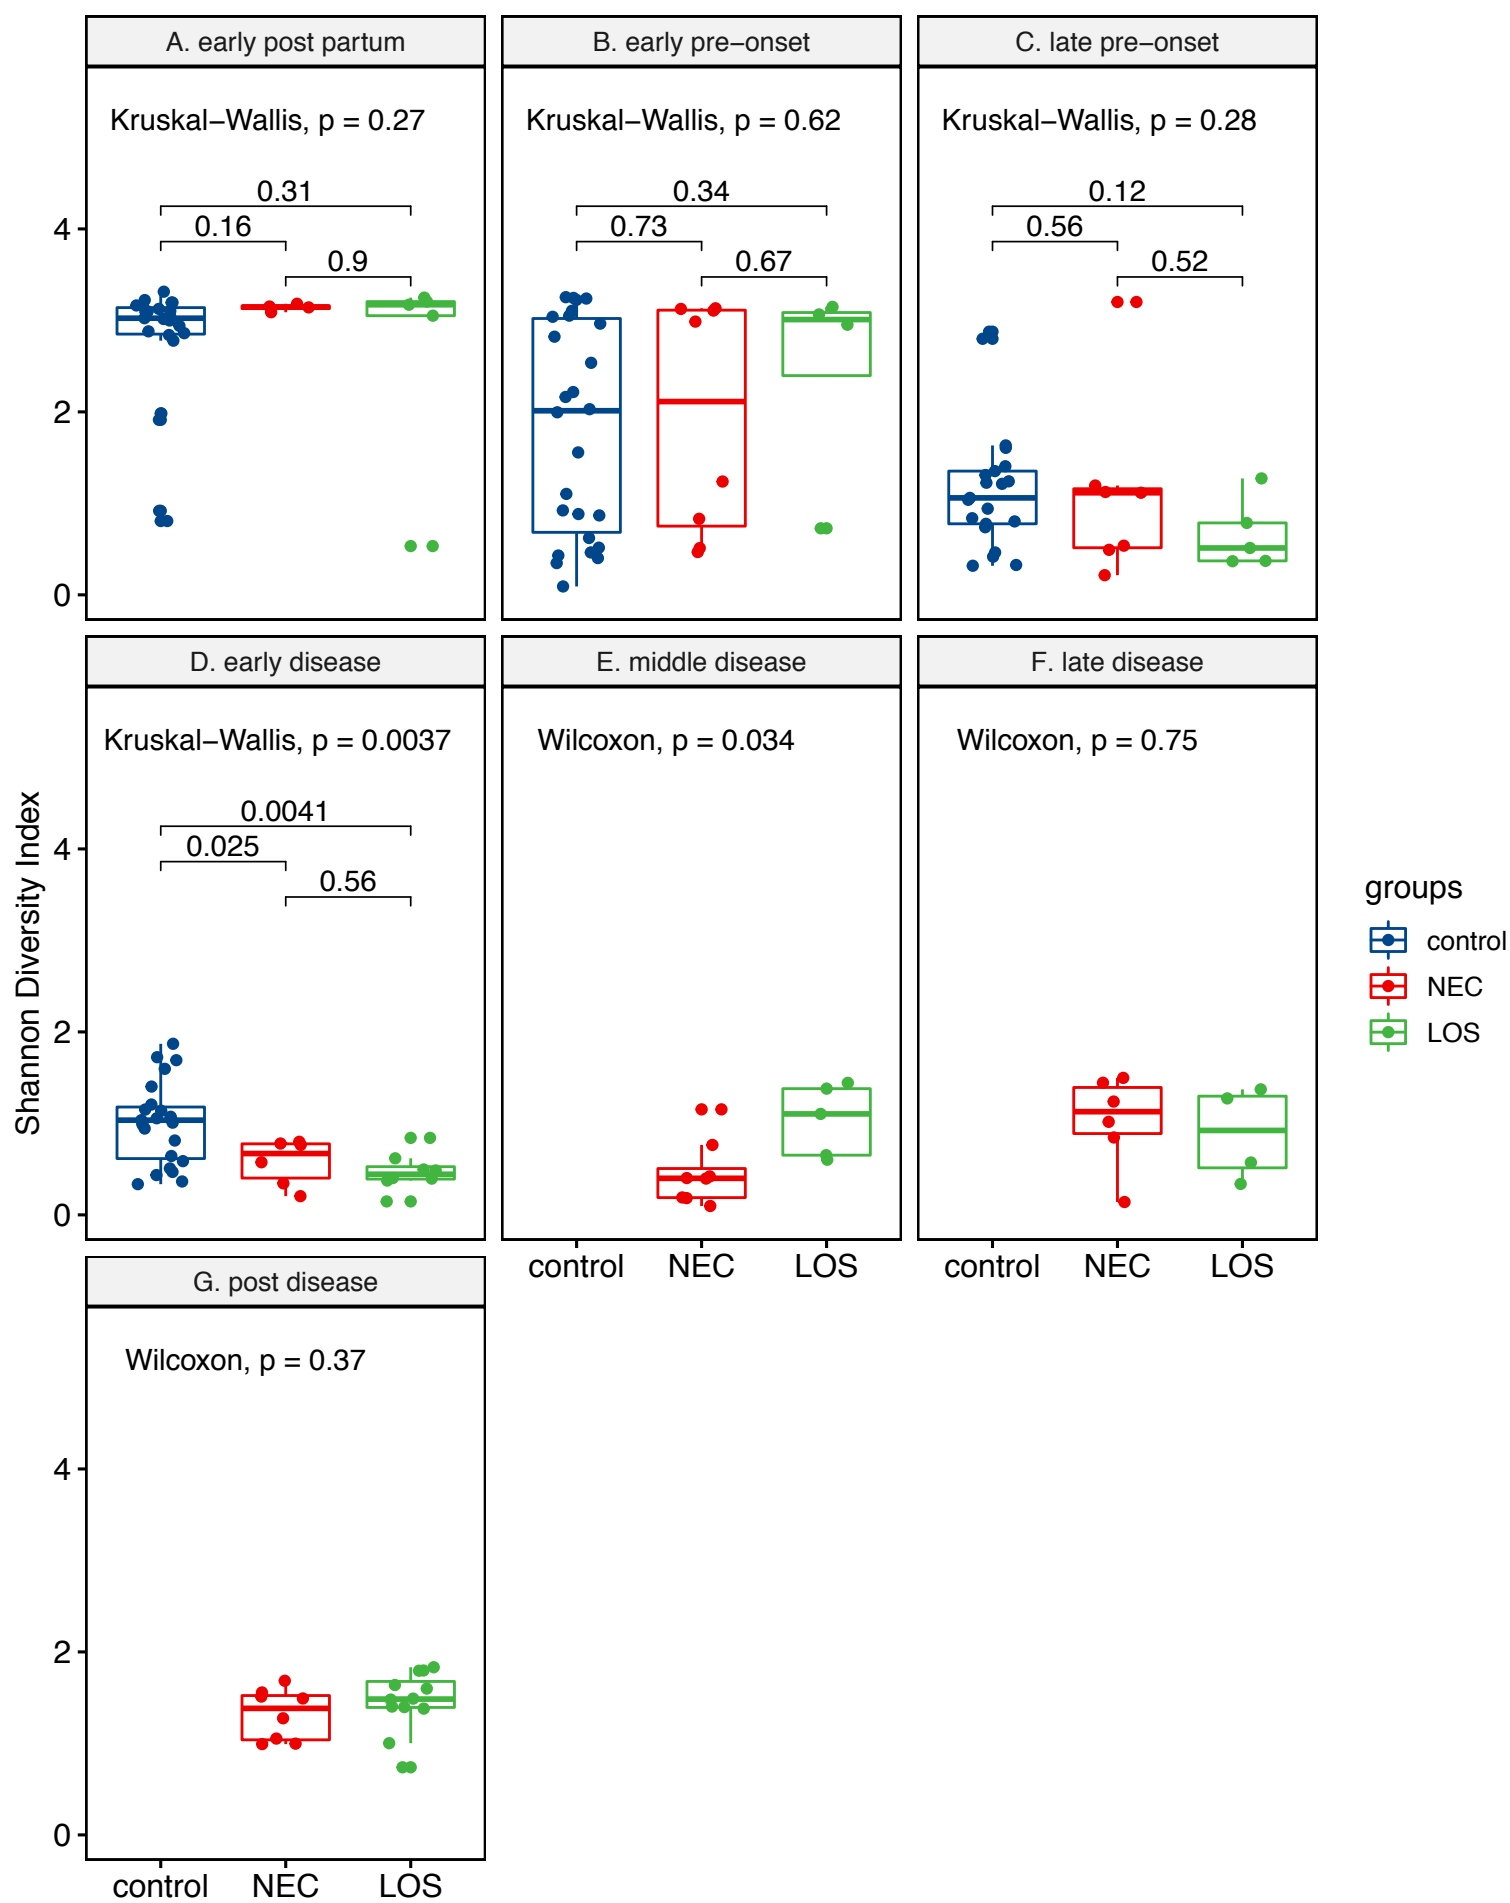 A. early post partum
B. early pre−onset
C. late pre−onset
Kruskal−Wallis, p = 0.27
Kruskal−Wallis, p = 0.62
Kruskal−Wallis, p = 0.28
0.31
0.16
0.9
0.34
0.73
0.67
0.12
0.56
0.52
4
2
0
D. early disease
E. middle disease
F. late disease
Kruskal−Wallis, p = 0.0037
Wilcoxon, p = 0.034
Wilcoxon, p = 0.75
0.0041
0.025
0.56
4
2
0
Shannon Diversity Index
control
NEC
LOS
control
NEC
LOS
groups
control
NEC
LOS
G. post disease
Wilcoxon, p = 0.37
4
2
0
control
NEC
LOS